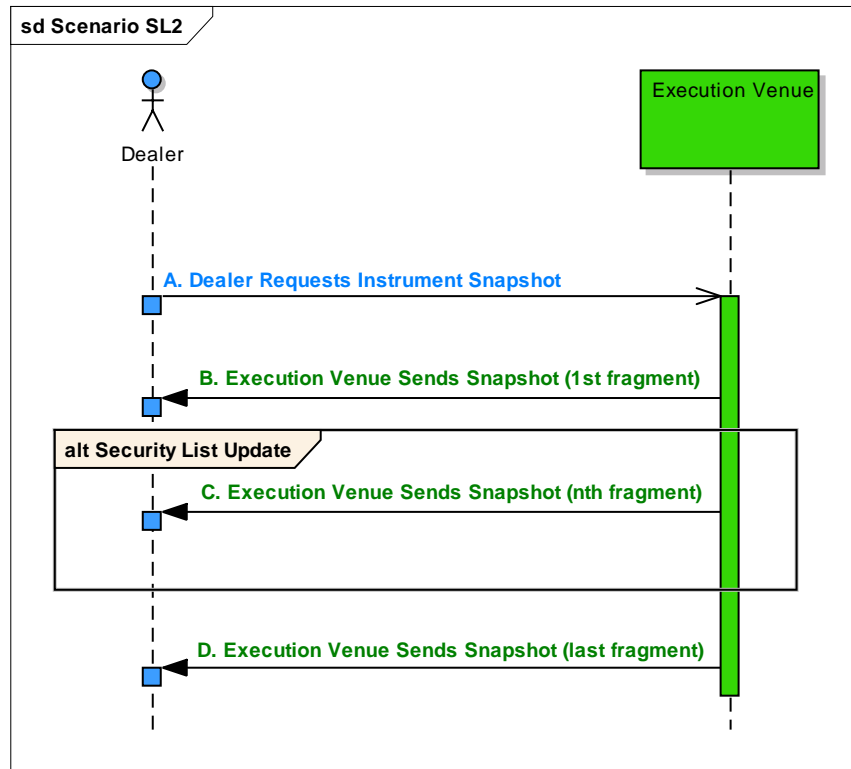 sd Scenario SL2
Execution Venue
Dealer
A. Dealer Requests Instrument Snapshot
B. Execution Venue Sends Snapshot (1st fragment)
alt Security List Update
C. Execution Venue Sends Snapshot (nth fragment)
D. Execution Venue Sends Snapshot (last fragment)